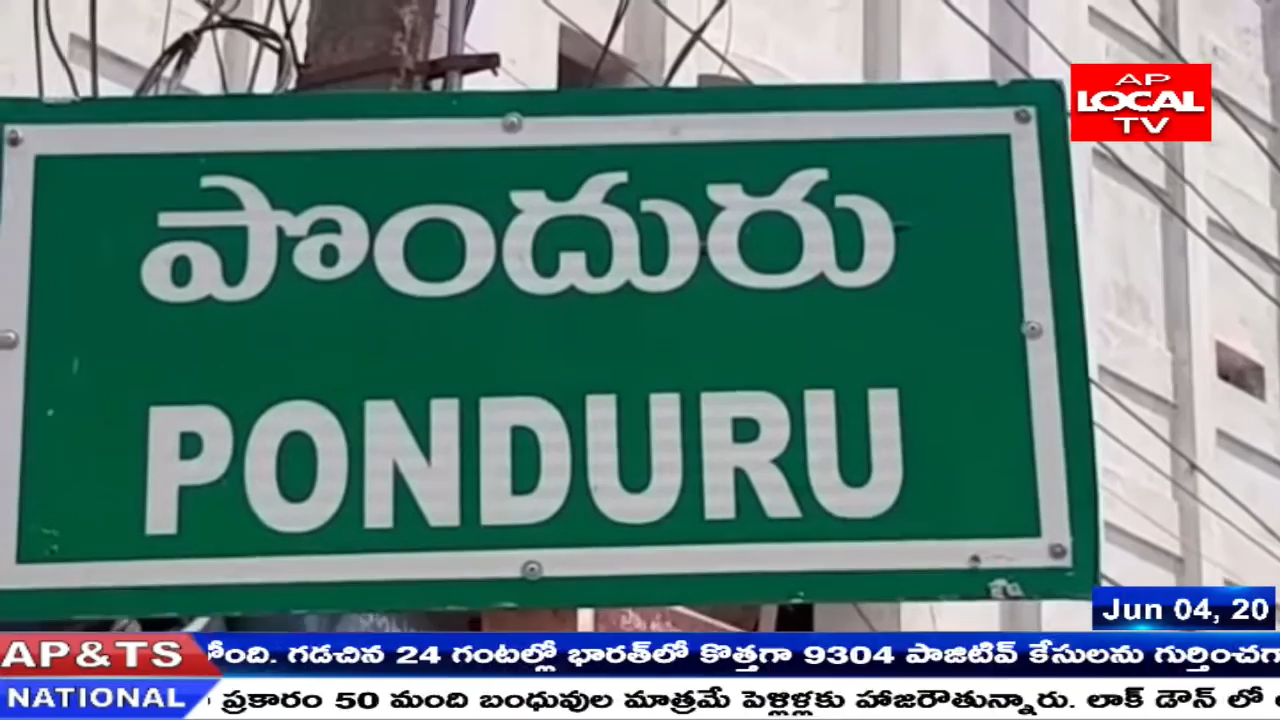 AP
LOCAL
TV
పొందురు
PONDURU
Jun 04, 20
AP&TS
గడచిన 24 గంటల్లో భారత్‌లో కొత్తగా 9304 పాజిటివ్ కేసులను
NATIONAL
ప్రకారం 50 మంది బంధువుల మాత్రమే పెళ్లిళ్లకు హాజరౌతున్నారు. లాక్ డౌన్ లో